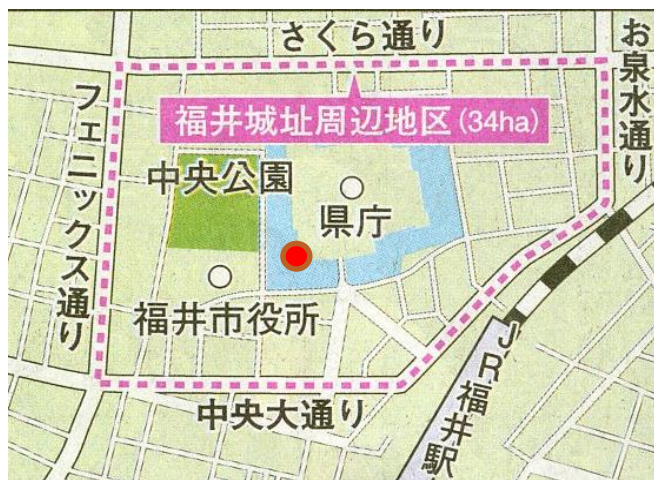 さくら通り
お泉水通り
フェニックス通り
福井城址周辺地区(34ha)
中央公園
県庁
福井市役所
中央大通り
JR福井駅